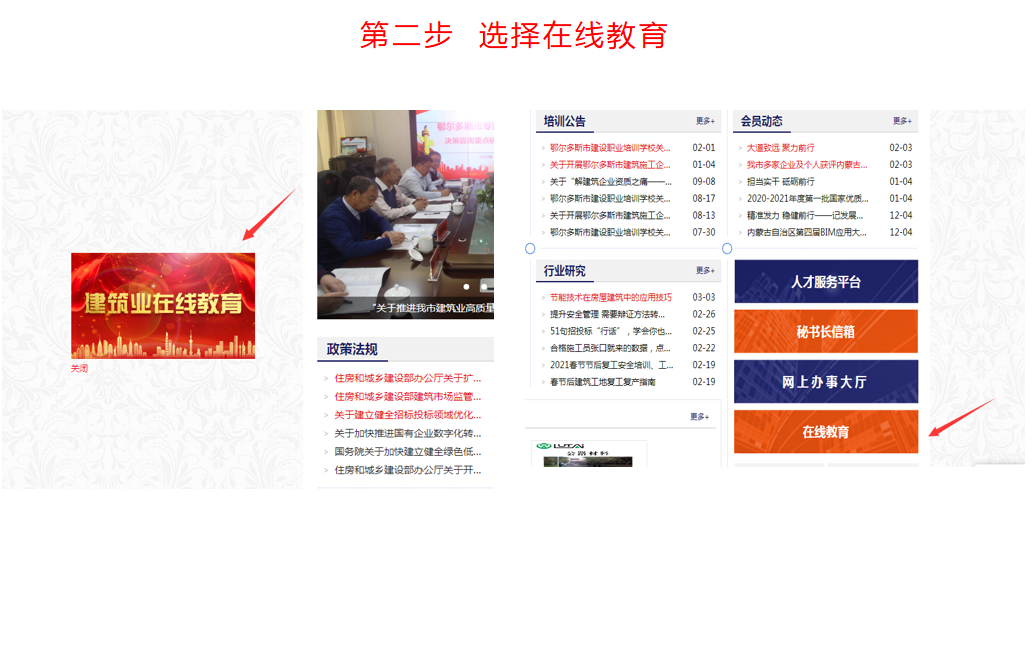 第二步 选择在线教育
建筑业在线教育
关闭
鄂尔多斯市专
"关于推进我市建筑业高质量
政策法规
> 住房和城乡建设部办公厅关于扩...
> 住房和城乡建设部建筑市场监管...
> 关于建立健全招标投标领域优化...
> 关于加快推进国有企业数字化转...
> 国务院关于加快建立健全绿色低...
> 住房和城乡建设部办公厅关于开...
培训公告 更多+
> 鄂尔多斯市建设职业培训学校关... 02-01
> 关于开展鄂尔多斯市建筑施工企... 01-04
> 关于“解建筑企业资质之痛——... 09-08
> 鄂尔多斯市建设职业培训学校关... 08-17
> 关于开展鄂尔多斯市建筑施工企... 08-13
> 鄂尔多斯市建设职业培训学校关... 07-30
行业研究 更多+
> 节能技术在房屋建筑中的应用技巧 03-03
> 提升安全管理 需要辩证方法转... 02-26
> 51句招投标“行话”，学会你也... 02-25
> 合格施工员张口就来的数据，点... 02-22
> 2021春节节后复工安全培训、工... 02-19
> 春节后建筑工地复工复产指南 02-19
更多+
公路材料
会员动态 更多+
> 大道致远 聚力前行 02-03
> 我市多家企业及个人获评内蒙古... 02-03
> 担当实干 砥砺前行 01-04
> 2020-2021年度第一批国家优质... 01-04
> 精准发力 稳健前行——记发展... 12-04
> 内蒙古自治区第四届BIM应用大... 12-04
人才服务平台
秘书长信箱
网上办事大厅
在线教育